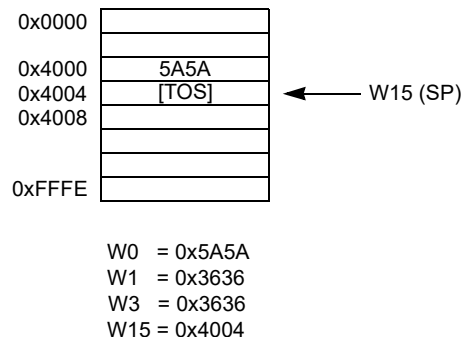 0x0000
0x4000 5A5A
0x4004 [TOS] W15 (SP)
0x4008
0xFFFE
W0 = 0x5A5A
W1 = 0x3636
W3 = 0x3636
W15 = 0x4004